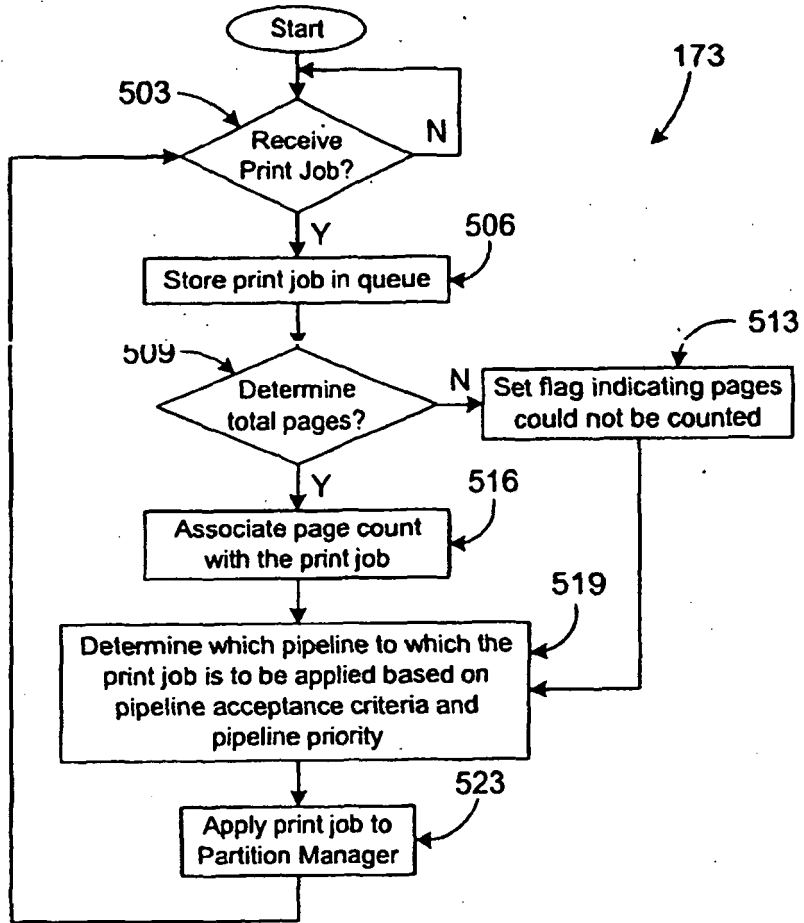 Start
173
503
Receive
Print Job?
N
Y
506
Store print job in queue
509
Determine
total pages?
N
513
Set flag indicating pages
could not be counted
Y
516
Associate page count
with the print job
519
Determine which pipeline to which the
print job is to be applied based on
pipeline acceptance criteria and
pipeline priority
523
Apply print job to
Partition Manager